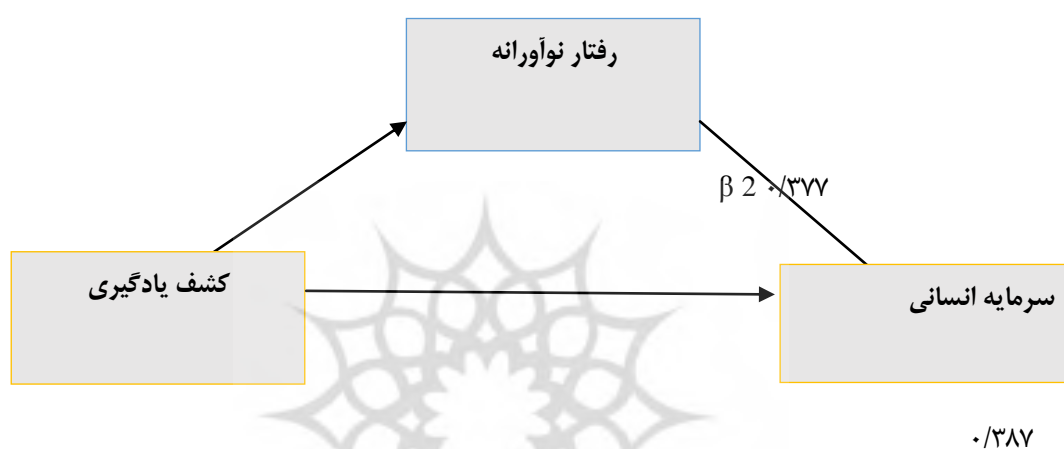 رفتار نوآورانه
β 2 ۰/۳۷۷
کشف یادگیری
سرمایه انسانی
۰/۳۸۷